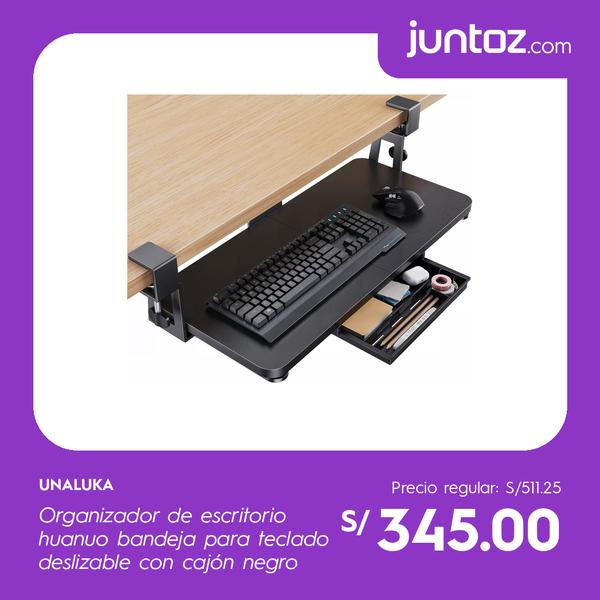 juntoz.com
UNALUKA
Organizador de escritorio
huanuo bandeja para teclado
deslizable con cajón negro
Precio regular: S/511.25
S/ 345.00